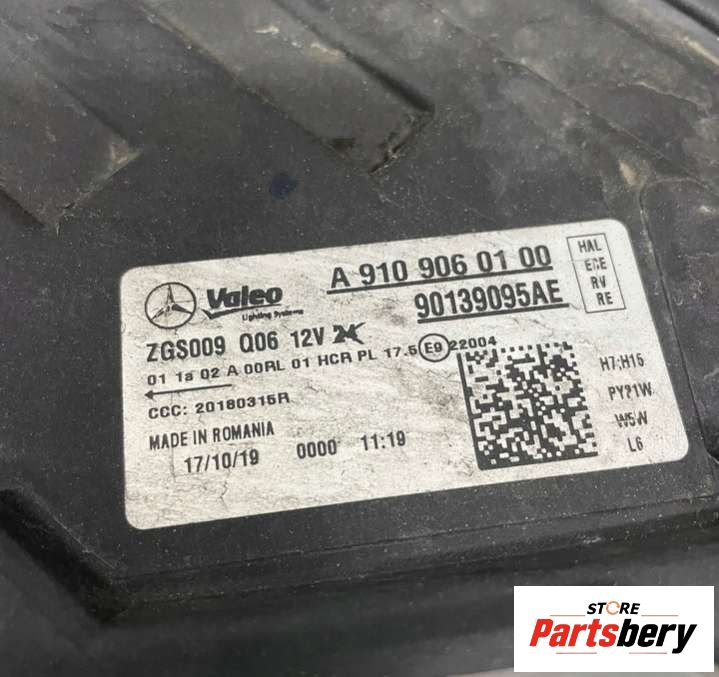 Valeo
Lighting Systems
A 910 906 01 00
90139095AE
HAL
ECE
RV
RE
ZGS009 Q06 12V
01 1a 02 A 00RL 01 HCR PL 17.5 E9 22004
CCC: 20180315R
MADE IN ROMANIA
17/10/19 0000 11:19
H7;H15
PY21W
W5W
L6
STORE
Partsbery